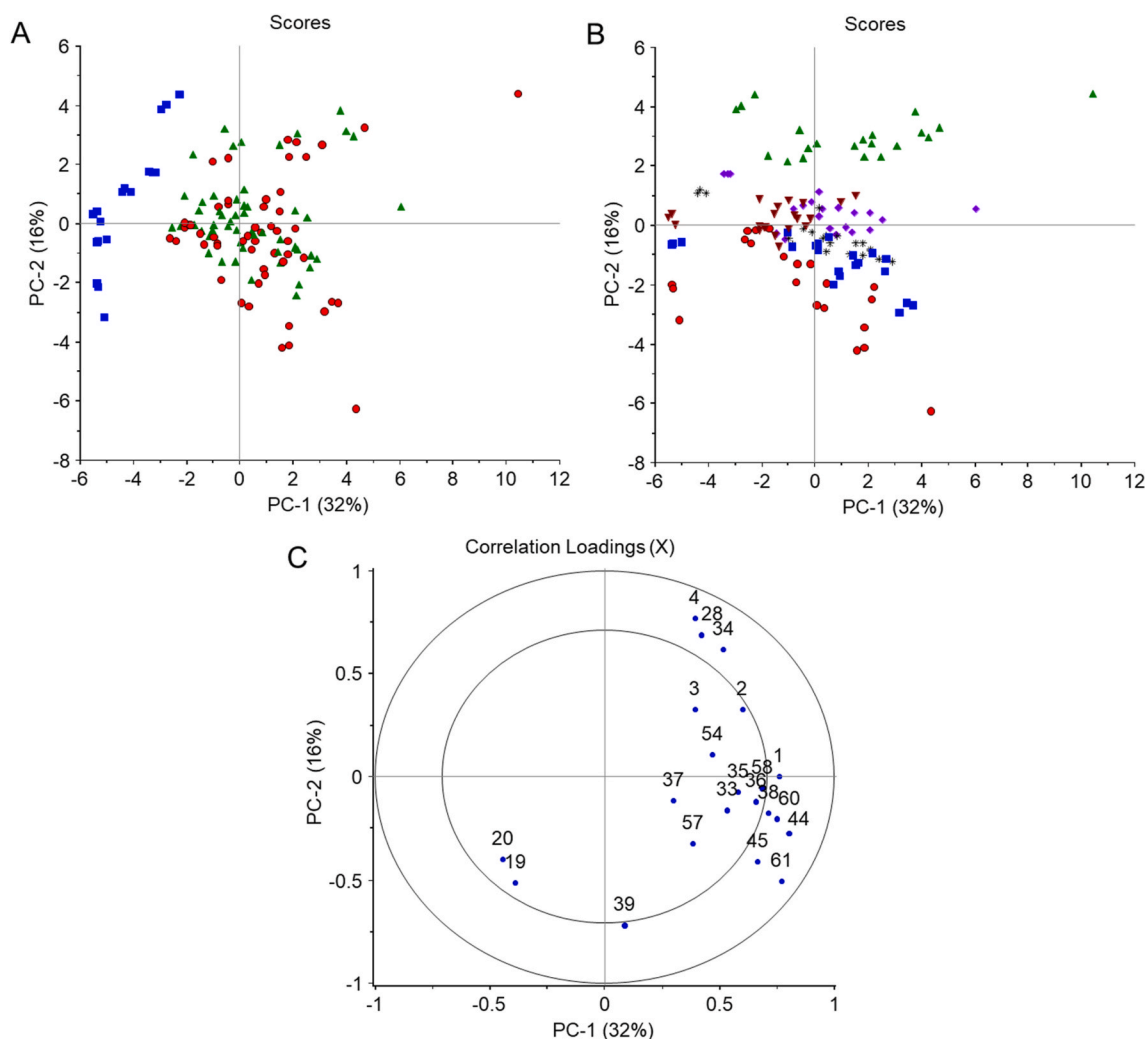 A
Scores
6
4
2
0
-2
-4
-6
-8
PC-2 (16%)
-6 -4 -2 0 2 4 6 8 10 12
PC-1 (32%)
B
Scores
6
4
2
0
-2
-4
-6
-8
PC-2 (16%)
-6 -4 -2 0 2 4 6 8 10 12
PC-1 (32%)
C
Correlation Loadings (X)
1
0.5
0
-0.5
-1
PC-2 (16%)
4
28
34
3
2
54
1
58
35
36
37
33
38
60
44
57
45
61
20
19
39
-1 -0.5 0 0.5 1
PC-1 (32%)